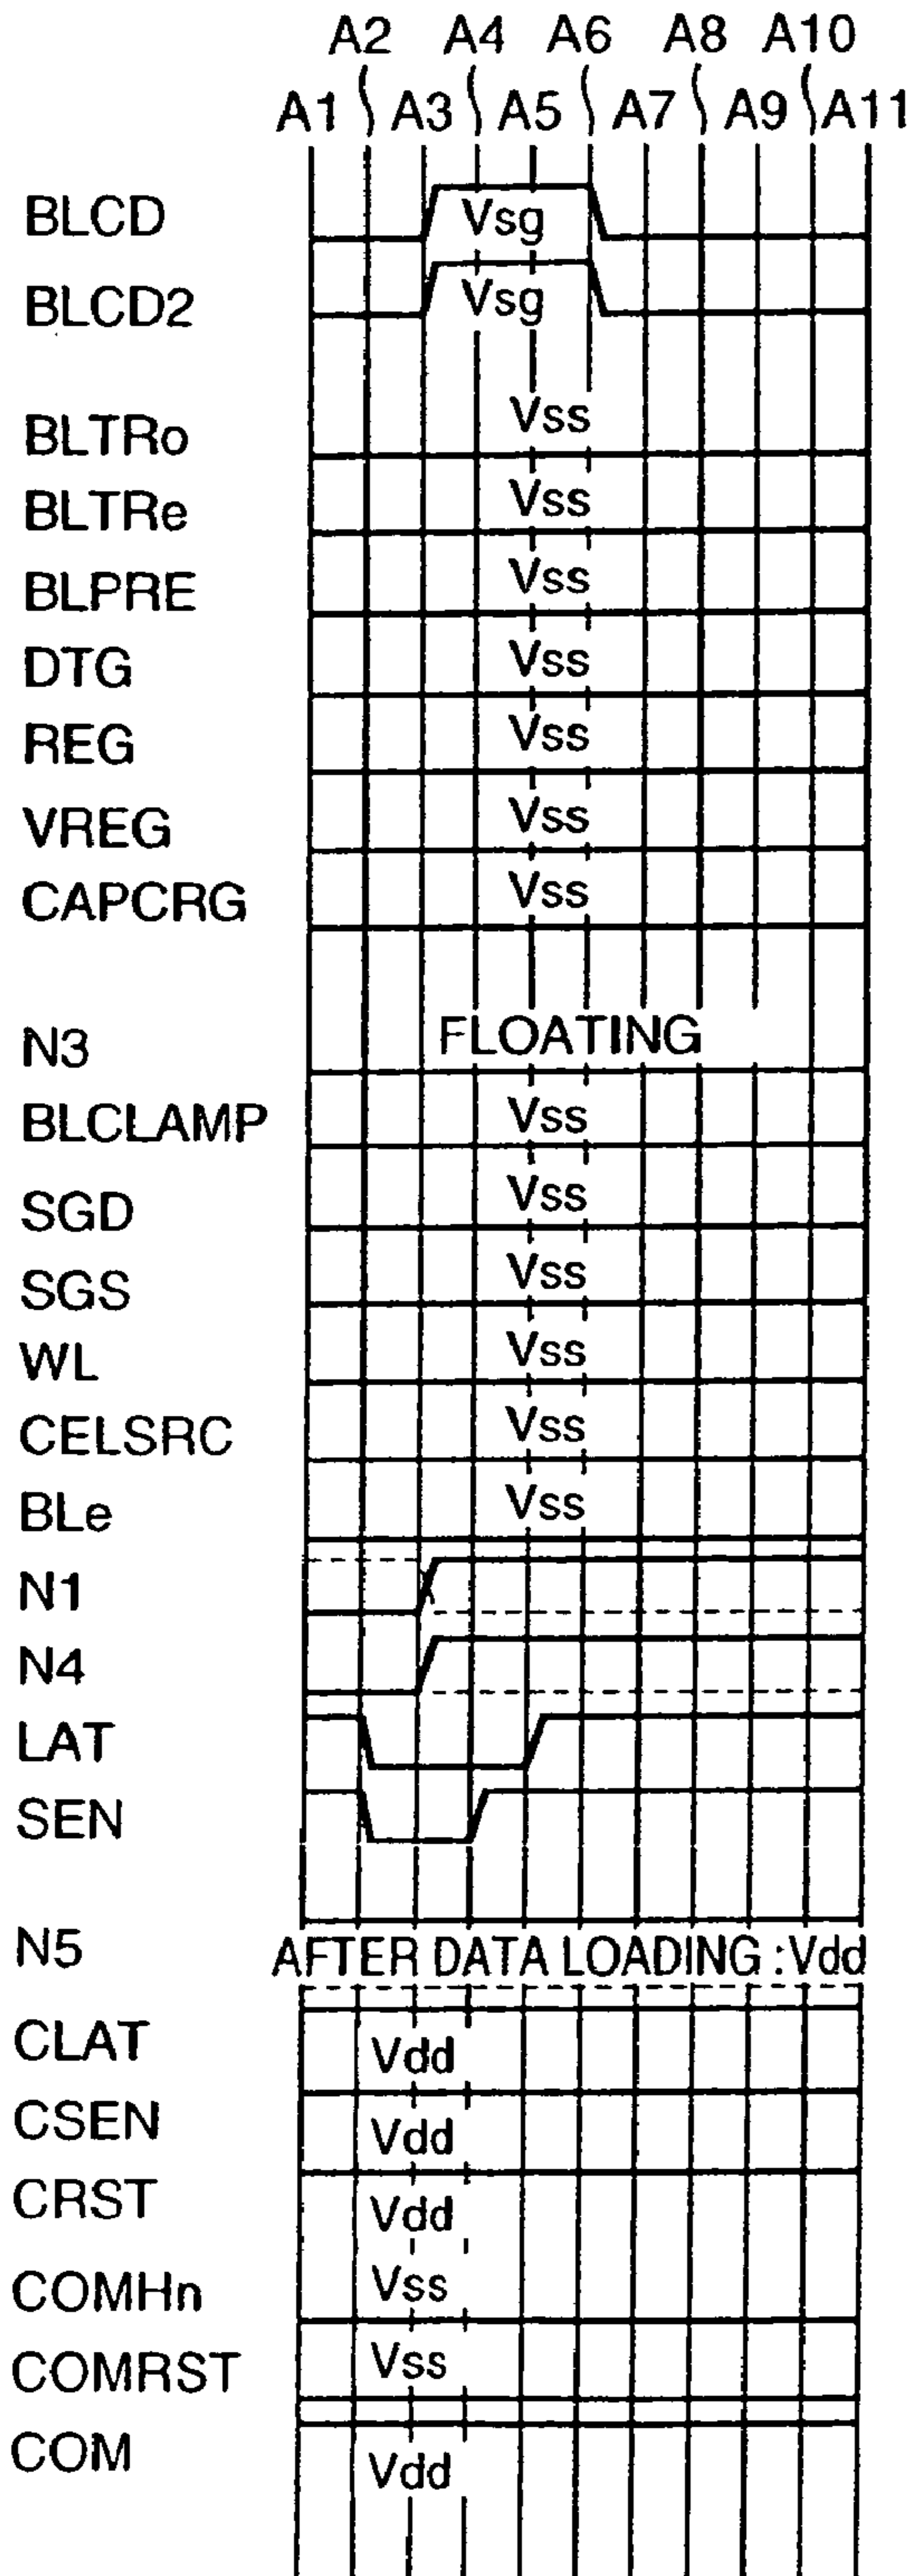 A2 A4 A6 A8 A10
A1 A3 A5 A7 A9 A11
BLCD Vsg
BLCD2 Vsg
BLTRo Vss
BLTRe Vss
BLPRE Vss
DTG Vss
REG Vss
VREG Vss
CAPCRG Vss
N3 FLOATING
BLCLAMP Vss
SGD Vss
SGS Vss
WL Vss
CELSRC Vss
BLe Vss
N1
N4
LAT
SEN
N5 AFTER DATA LOADING :Vdd
CLAT Vdd
CSEN Vdd
CRST Vdd
COMHn Vss
COMRST Vss
COM Vdd